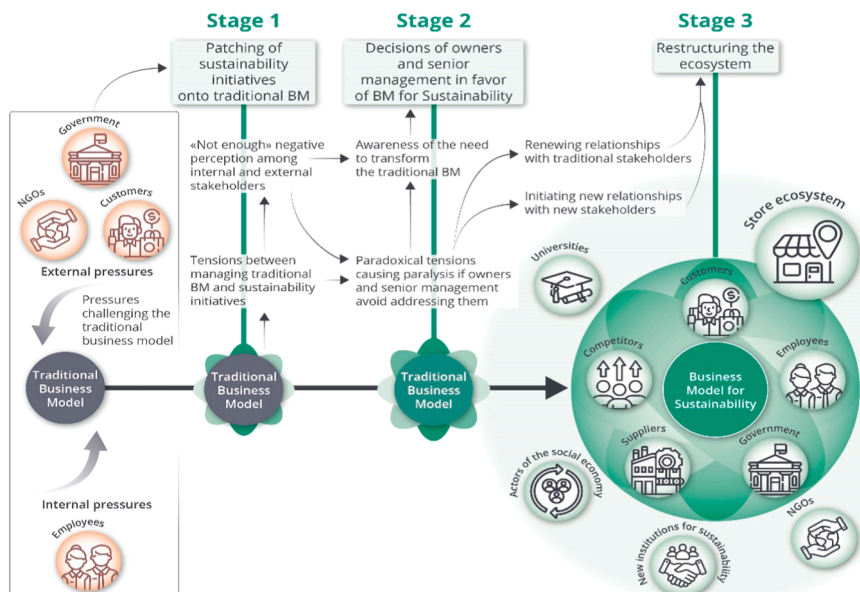 Stage 1
Stage 2
Stage 3
Patching of
sustainability
initiatives
onto traditional BM
Decisions of owners
and senior
management in favor
of BM for Sustainability
Restructuring the
ecosystem
Government
NGOs
Customers
External pressures
Pressures
challenging the
traditional
business model
Traditional
Business
Model
Internal pressures
Employees
«Not enough» negative
perception among
internal and external
stakeholders
Tensions between
managing traditional
BM and sustainability
initiatives
Traditional
Business
Model
Awareness of the need
to transform
the traditional BM
Paradoxical tensions
causing paralysis if owners
and senior management
avoid addressing them
Traditional
Business
Model
Renewing relationships
with traditional stakeholders
Initiating new relationships
with new stakeholders
Store ecosystem
Universities
Customers
Competitors
Employees
Business
Model for
Sustainability
Suppliers
Government
Actors of the social economy
NGOs
New institutions for sustainability